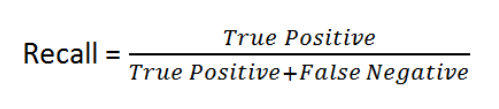 Recall = True Positive / True Positive+False Negative